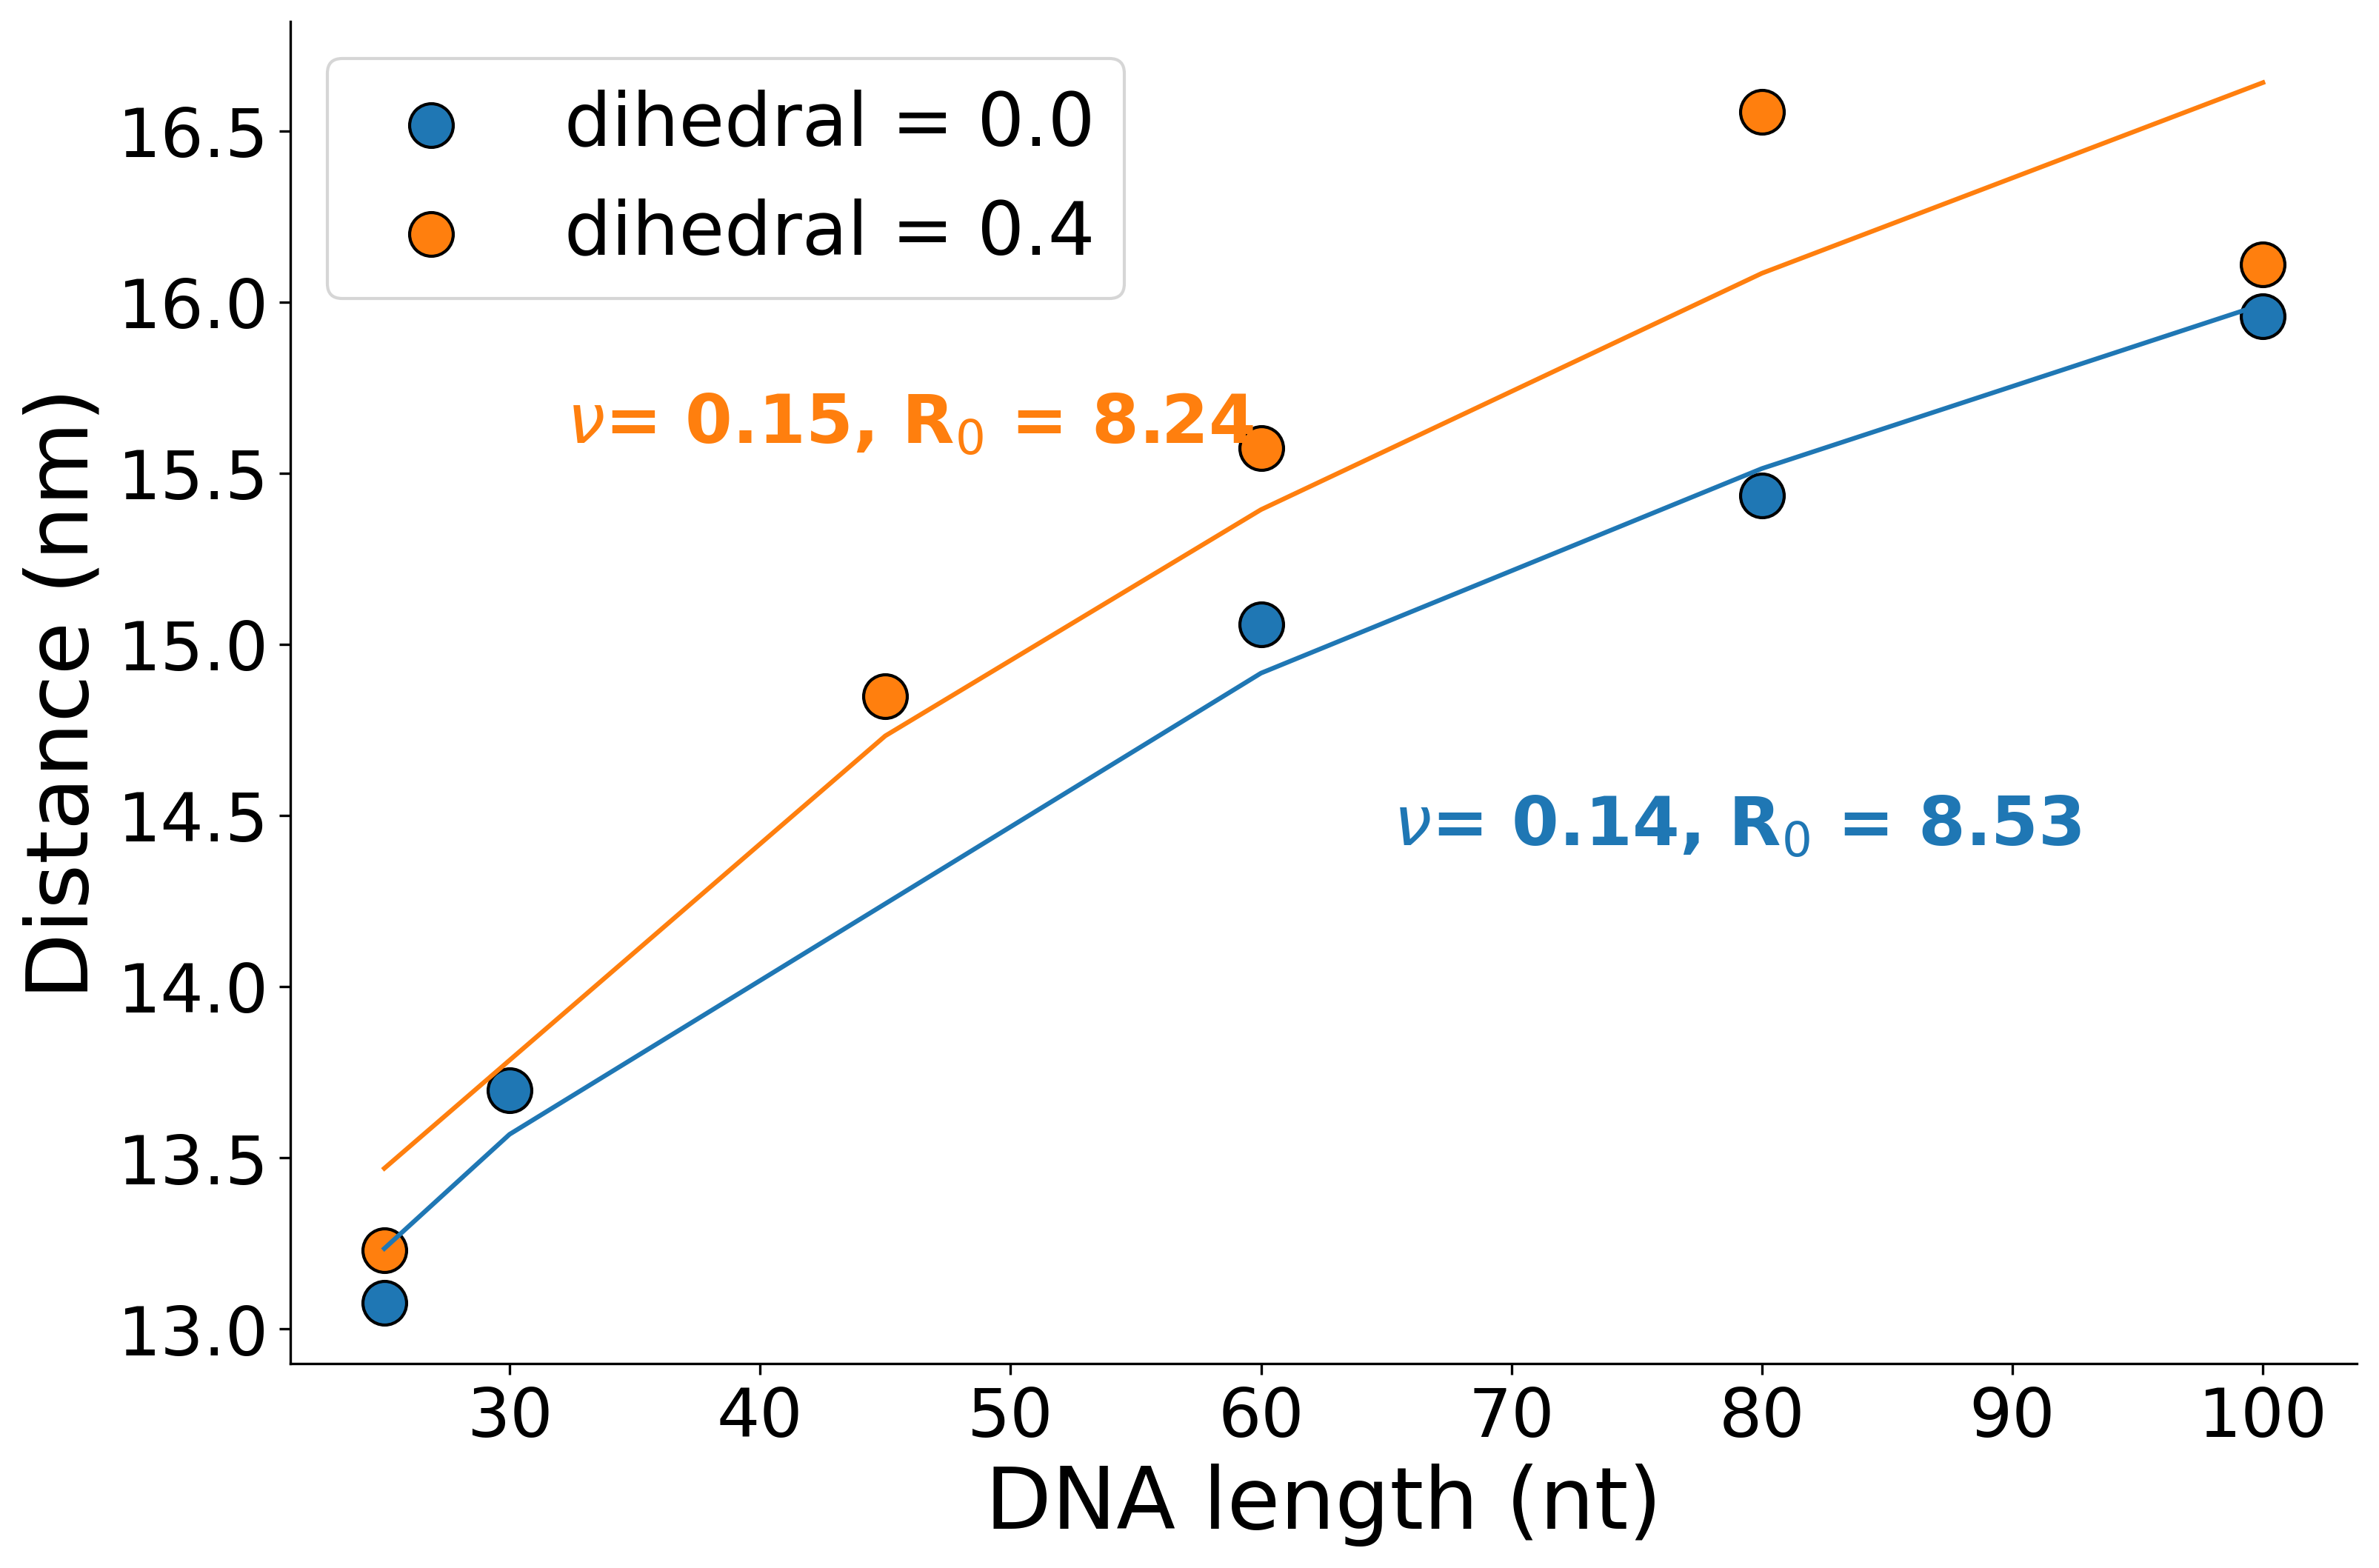 dihedral = 0.0
dihedral = 0.4
16.5
16.0
15.5
15.0
14.5
14.0
13.5
13.0
Distance (nm)
ν= 0.15, R₀ = 8.24
ν= 0.14, R₀ = 8.53
30 40 50 60 70 80 90 100
DNA length (nt)